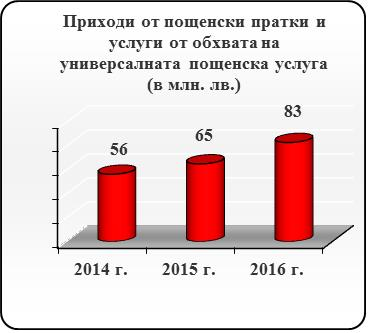 Приходи от пощенски пратки и
услуги от обхвата на
универсалната пощенска услуга
(в млн. лв.)
56
65
83
2014 г.
2015 г.
2016 г.